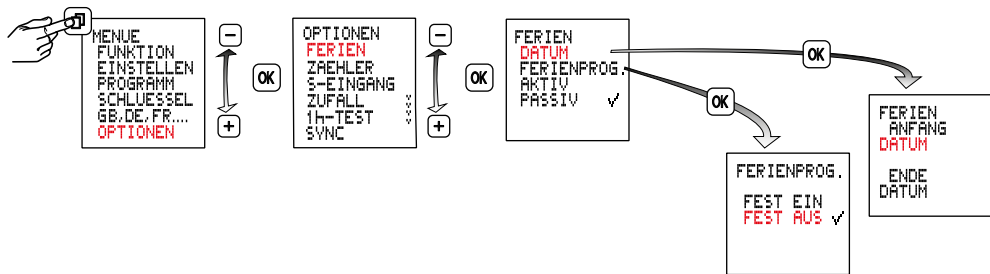 MENUE
FUNKTION
EINSTELLEN
PROGRAMM
SCHLUESSEL
GB,DE,FR....
OPTIONEN
−
+
OK
OPTIONEN
FERIEN
ZAEHLER
S-EINGANG
ZUFALL
1h-TEST
SYNC
−
+
OK
FERIEN
DATUM
FERIENPROG.
AKTIV
PASSIV ✓
OK
OK
FERIENPROG.
FEST EIN
FEST AUS ✓
FERIEN
ANFANG
DATUM
ENDE
DATUM